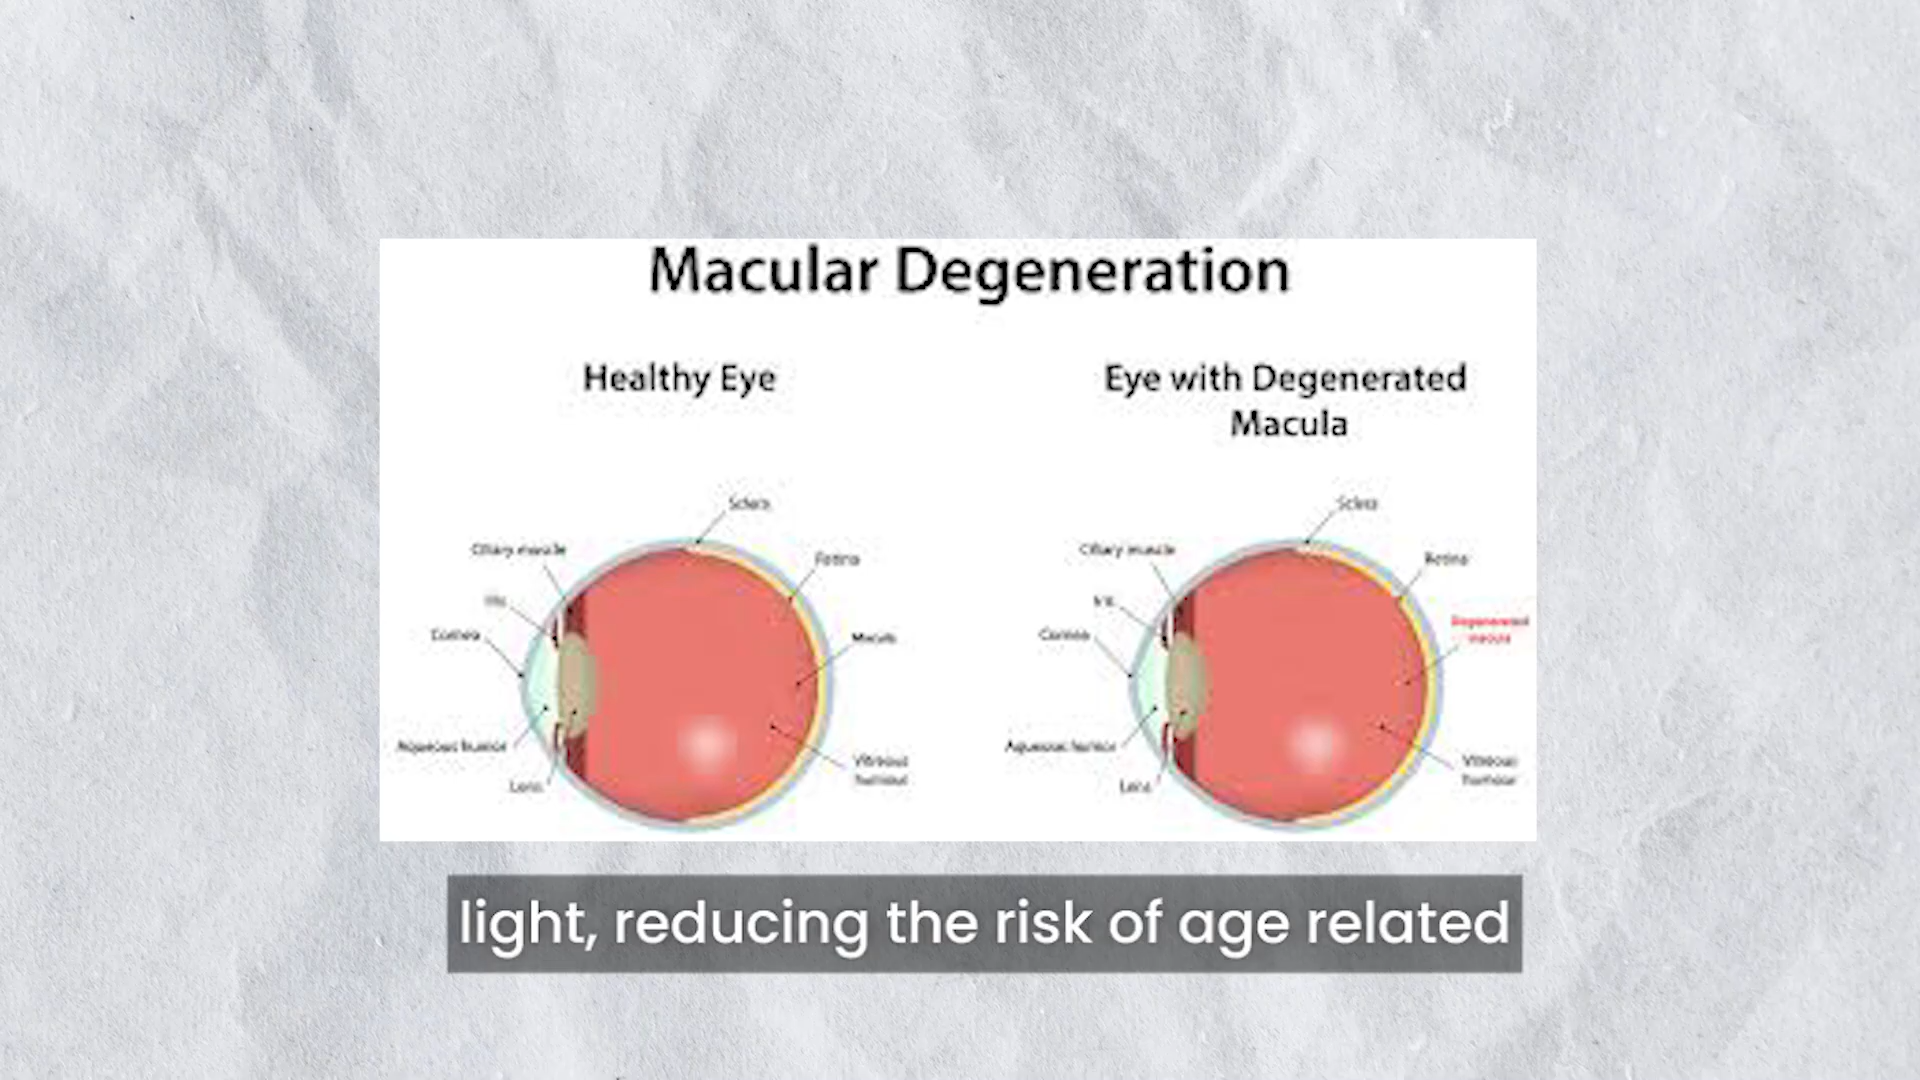 Macular Degeneration
Healthy Eye
Eye with Degenerated
Macula
Sclera
Ciliary muscle
Retina
Iris
Cornea
Macula
Aqueous humor
Lens
Vitreous
humour
Sclera
Ciliary muscle
Retina
Iris
Cornea
Degenerated
macula
Aqueous humor
Lens
Vitreous
humour
light, reducing the risk of age related